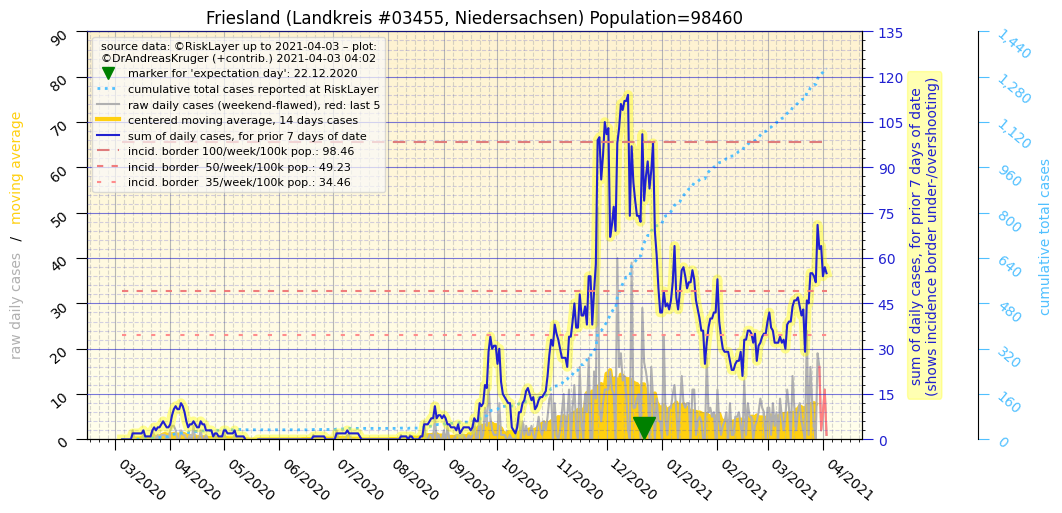 Friesland (Landkreis #03455, Niedersachsen) Population=98460
source data: ©RiskLayer up to 2021-04-03 – plot:
©DrAndreasKruger (+contrib.) 2021-04-03 04:02
marker for 'expectation day': 22.12.2020
cumulative total cases reported at RiskLayer
raw daily cases (weekend-flawed), red: last 5
centered moving average, 14 days cases
sum of daily cases, for prior 7 days of date
incid. border 100/week/100k pop.: 98.46
incid. border  50/week/100k pop.: 49.23
incid. border  35/week/100k pop.: 34.46
raw daily cases / moving average
90
80
70
60
50
40
30
20
10
0
03/2020
04/2020
05/2020
06/2020
07/2020
08/2020
09/2020
10/2020
11/2020
12/2020
01/2021
02/2021
03/2021
04/2021
135
120
105
90
75
60
45
30
15
0
sum of daily cases, for prior 7 days of date
(shows incidence border under-/overshooting)
1,440
1,280
1,120
960
800
640
480
320
160
0
cumulative total cases